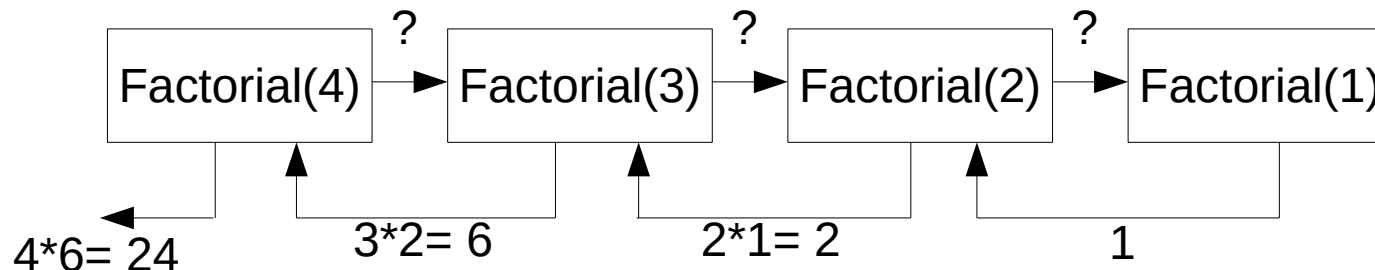 ? ? ?
Factorial(4) Factorial(3) Factorial(2) Factorial(1)
4*6= 24 3*2= 6 2*1= 2 1